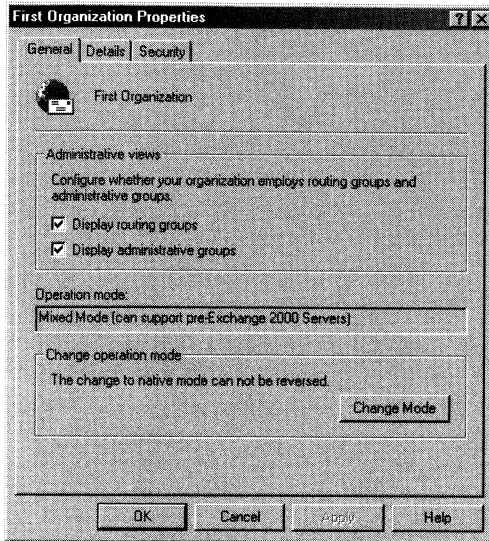 First Organization Properties
General Details Security
First Organization
Administrative views
Configure whether your organization employs routing groups and
administrative groups.
Display routing groups
Display administrative groups
Operation mode:
Mixed Mode (can support pre-Exchange 2000 Servers)
Change operation mode
The change to native mode can not be reversed.
Change Mode
OK Cancel Apply Help